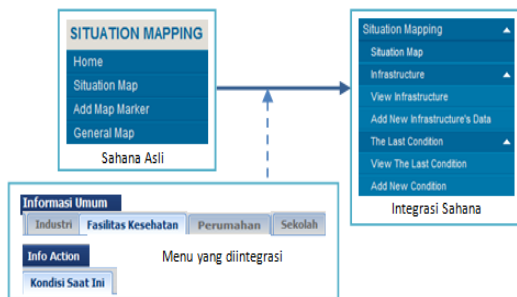 SITUATION MAPPING
Home
Situation Map
Add Map Marker
General Map
Sahana Asli
Situation Mapping
Situation Map
Infrastructure
View Infrastructure
Add New Infrastructure's Data
The Last Condition
View The Last Condition
Add New Condition
Integrasi Sahana
Informasi Umum
Industri Fasilitas Kesehatan Perumahan Sekolah
Info Action
Menu yang diintegrasi
Kondisi Saat Ini